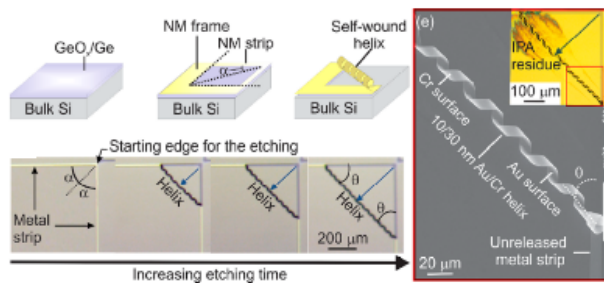 GeOₓ/Ge
Bulk Si
NM frame
NM strip
α
Bulk Si
Self-wound
helix
Bulk Si
Starting edge for the etching
α
α
Metal
strip
Helix
Helix
θ
Helix
θ
200 μm
Increasing etching time
(e)
IPA
residue
100 μm
Cr surface
10/30 nm Au/Cr helix
Au surface
θ
Unreleased
metal strip
20 μm